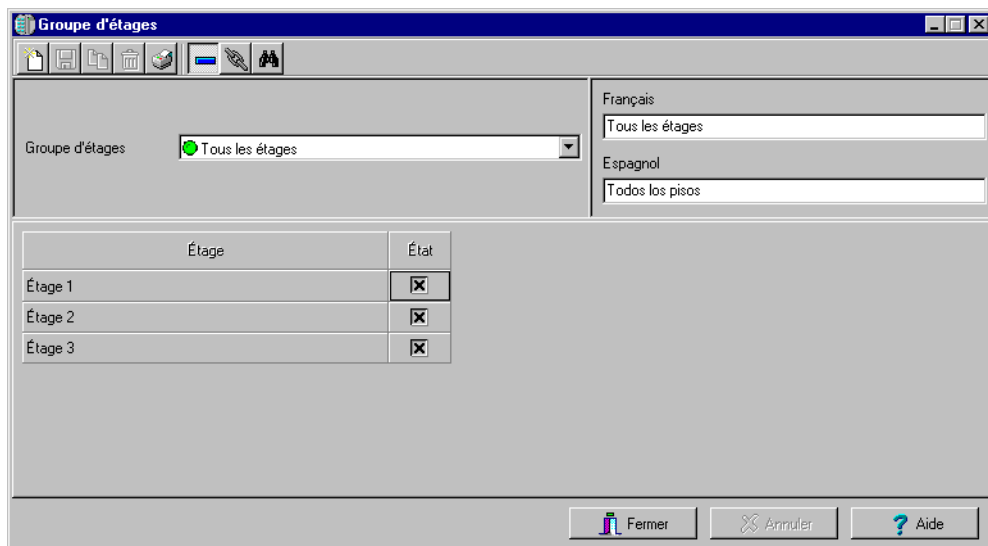 Groupe d'étages
Français
Tous les étages
Groupe d'étages
Tous les étages
Espagnol
Todos los pisos
Étage
État
Étage 1
Étage 2
Étage 3
Fermer
Annuler
Aide